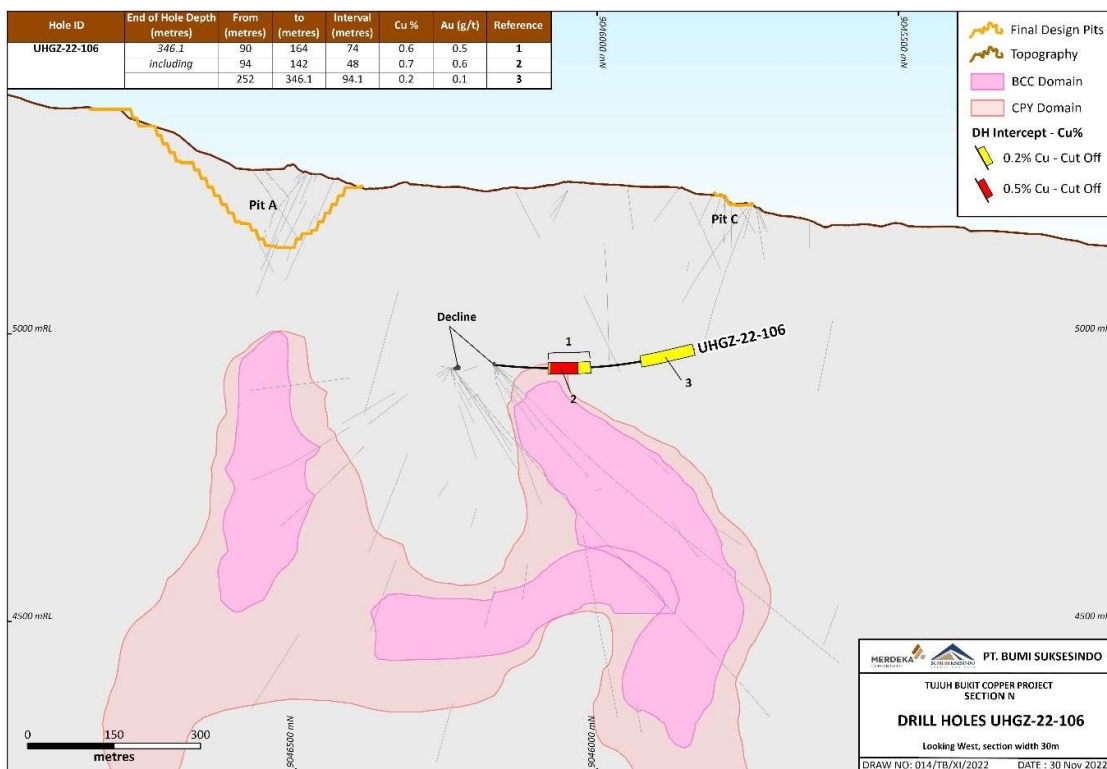 Hole ID End of Hole Depth (metres) From (metres) to (metres) Interval (metres) Cu % Au (g/t) Reference
UHGZ-22-106 346.1 90 164 74 0.6 0.5 1
including 94 142 48 0.7 0.6 2
252 346.1 94.1 0.2 0.1 3
9046000 mN
9045500 mN
Final Design Pits
Topography
BCC Domain
CPY Domain
DH Intercept - Cu%
0.2% Cu - Cut Off
0.5% Cu - Cut Off
Pit A
Pit C
Decline
5000 mRL
5000 mRL
1
UHGZ-22-106
2
3
4500 mRL
4500 mRL
0 150 300
metres
9046500 mN
9046000 mN
MERDEKA
BUMI SUKSESINDO
PT. BUMI SUKSESINDO
TUJUH BUKIT COPPER PROJECT
SECTION N
DRILL HOLES UHGZ-22-106
Looking West, section width 30m
DRAW NO: 014/TB/XI/2022 DATE : 30 Nov 2022